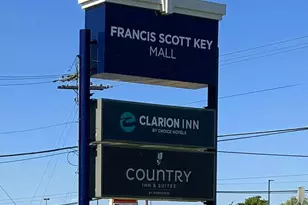 FRANCIS SCOTT KEY
MALL
CLARION INN
BY CHOICE HOTELS
COUNTRY
INN & SUITES